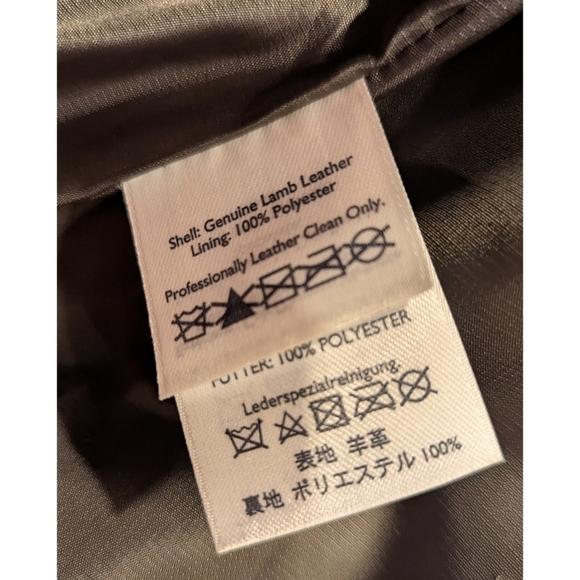 Shell: Genuine Lamb Leather
Lining: 100% Polyester
Professionally Leather Clean Only.
FUTTER: 100% POLYESTER
Lederspezialreinigung.
表地 羊革
裏地 ポリエステル 100%